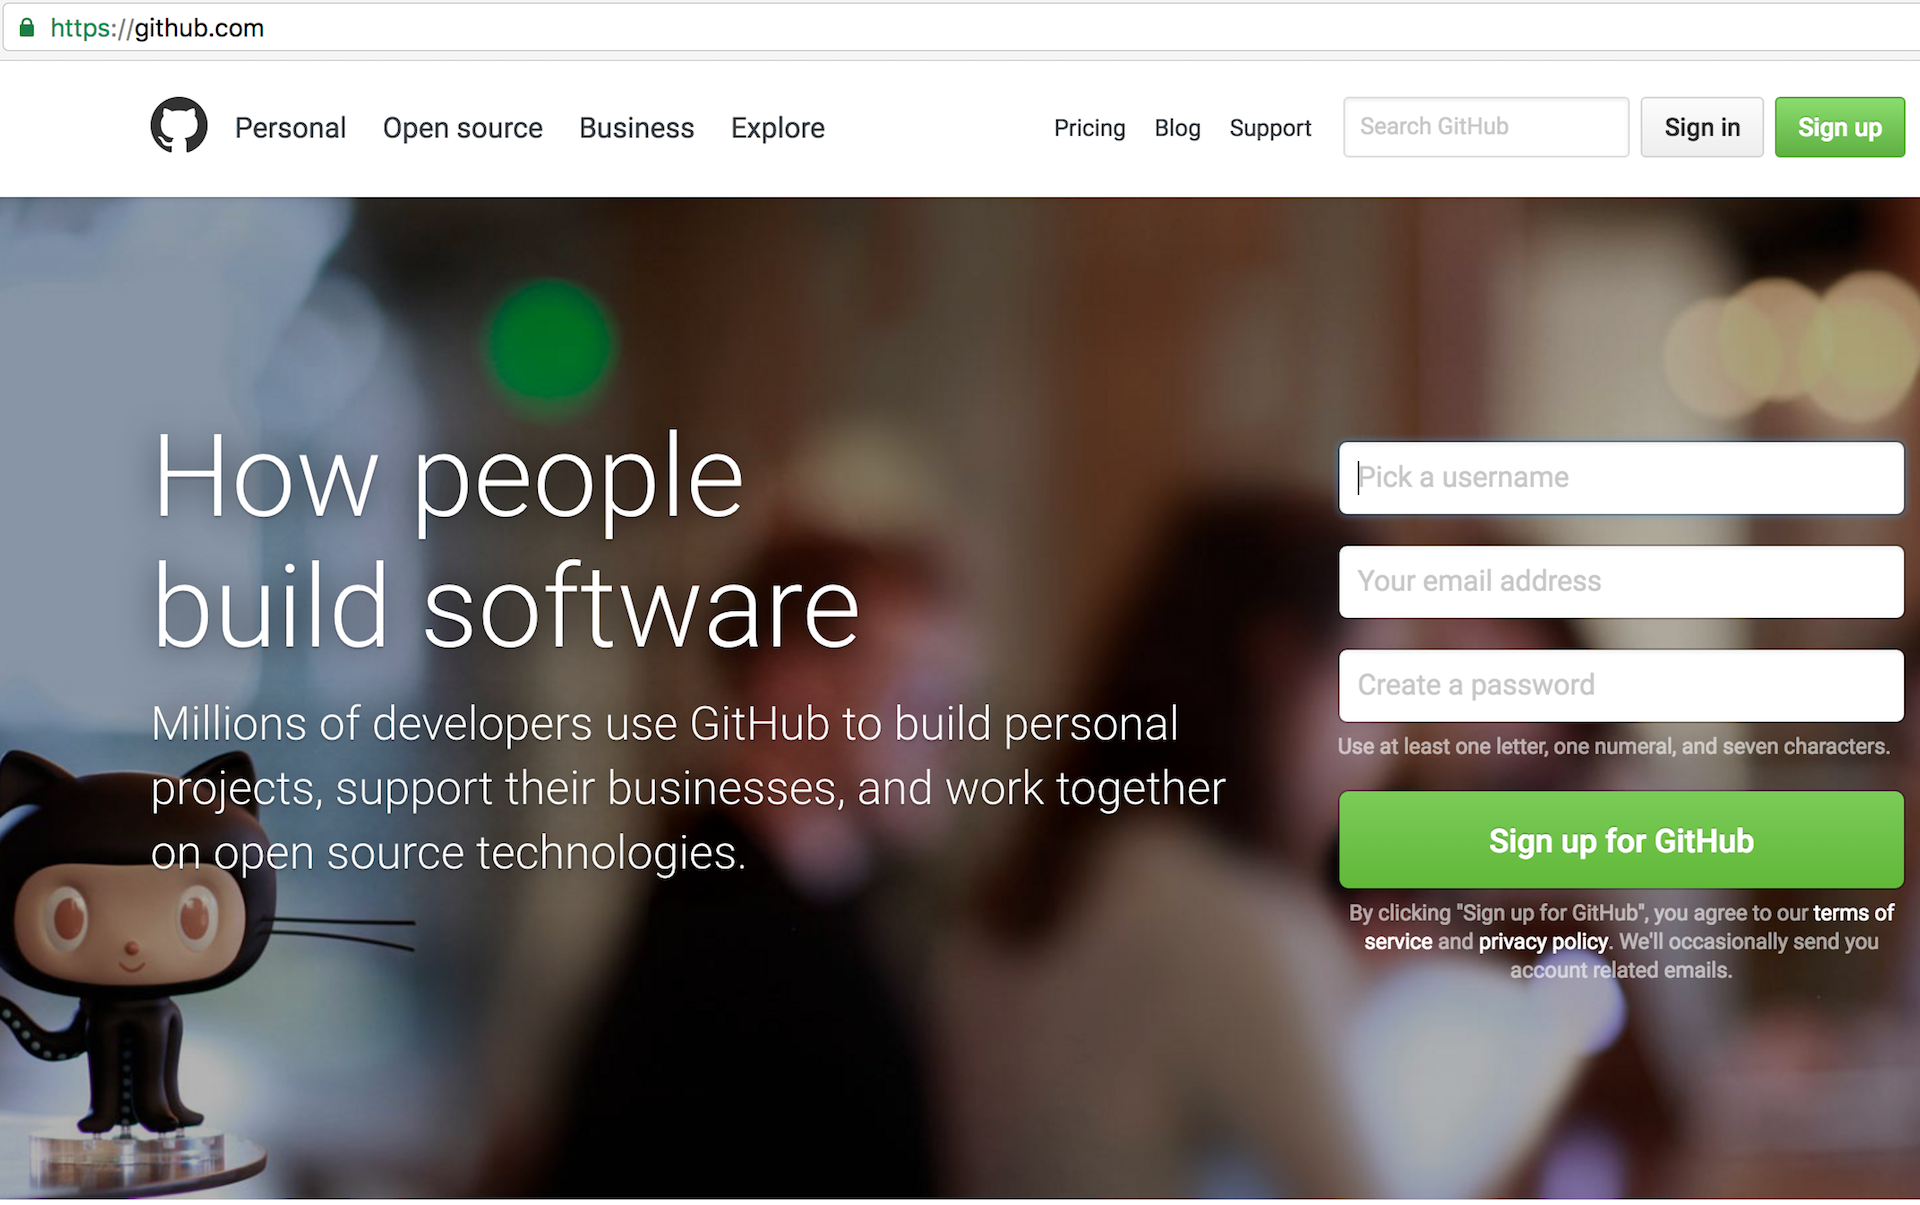 https://github.com
Personal Open source Business Explore Pricing Blog Support Search GitHub Sign in Sign up
How people
build software
Millions of developers use GitHub to build personal
projects, support their businesses, and work together
on open source technologies.
Pick a username
Your email address
Create a password
Use at least one letter, one numeral, and seven characters.
Sign up for GitHub
By clicking "Sign up for GitHub", you agree to our terms of
service and privacy policy. We'll occasionally send you
account related emails.